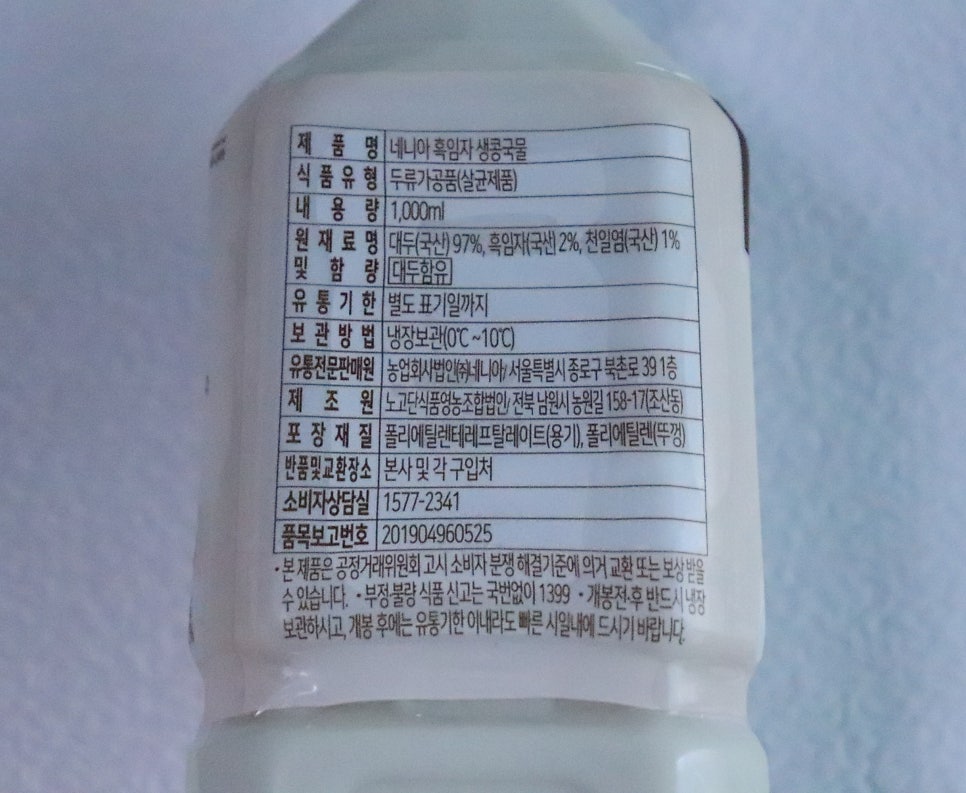 제품명 네니아 흑임자 생콩국물
식품유형 두류가공품(살균제품)
내용량 1,000ml
원재료명 대두(국산) 97%, 흑임자(국산) 2%, 천일염(국산) 1%
및 함량 대두함유
유통기한 별도 표기일까지
보관방법 냉장보관(0℃~10℃)
유통전문판매원 농업회사법인㈜네니아/ 서울특별시 종로구 북촌로 39 1층
제조원 노고단식품영농조합법인/ 전북 남원시 농원길 158-17(조산동)
포장재질 폴리에틸렌테레프탈레이트(용기), 폴리에틸렌(뚜껑)
반품및교환장소 본사 및 각 구입처
소비자상담실 1577-2341
품목보고번호 201904960525
•본 제품은 공정거래위원회 고시 소비자 분쟁 해결기준에 의거 교환 또는 보상 받을
수 있습니다. •부정·불량 식품 신고는 국번없이 1399 •개봉전·후 반드시 냉장
보관하시고, 개봉 후에는 유통기한 이내라도 빠른 시일내에 드시기 바랍니다.